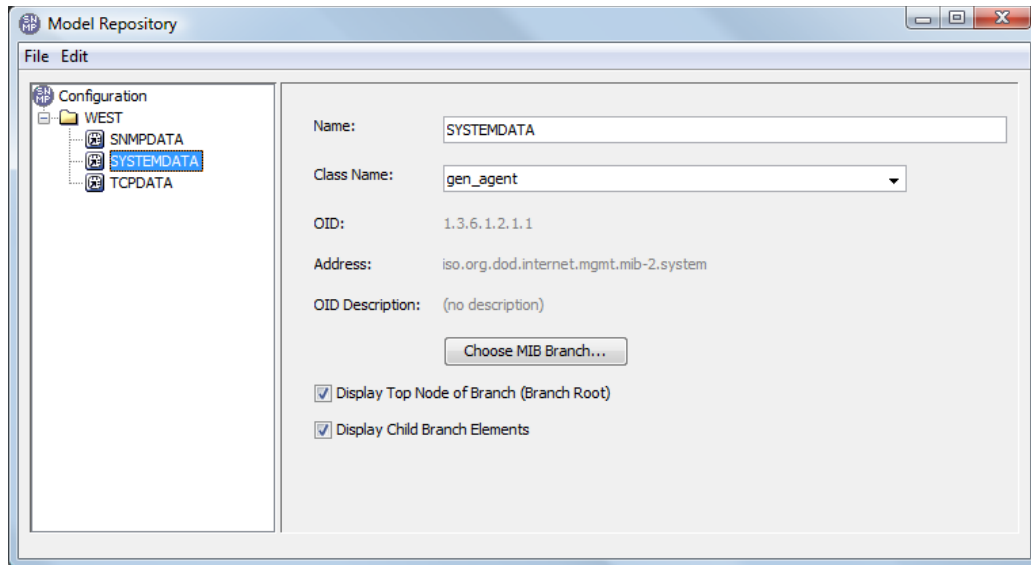 Model Repository
File Edit
SNMP Configuration
WEST
SNMPDATA
SYSTEMDATA
TCPDATA
Name: SYSTEMDATA
Class Name: gen_agent
OID: 1.3.6.1.2.1.1
Address: iso.org.dod.internet.mgmt.mib-2.system
OID Description: (no description)
Choose MIB Branch...
Display Top Node of Branch (Branch Root)
Display Child Branch Elements